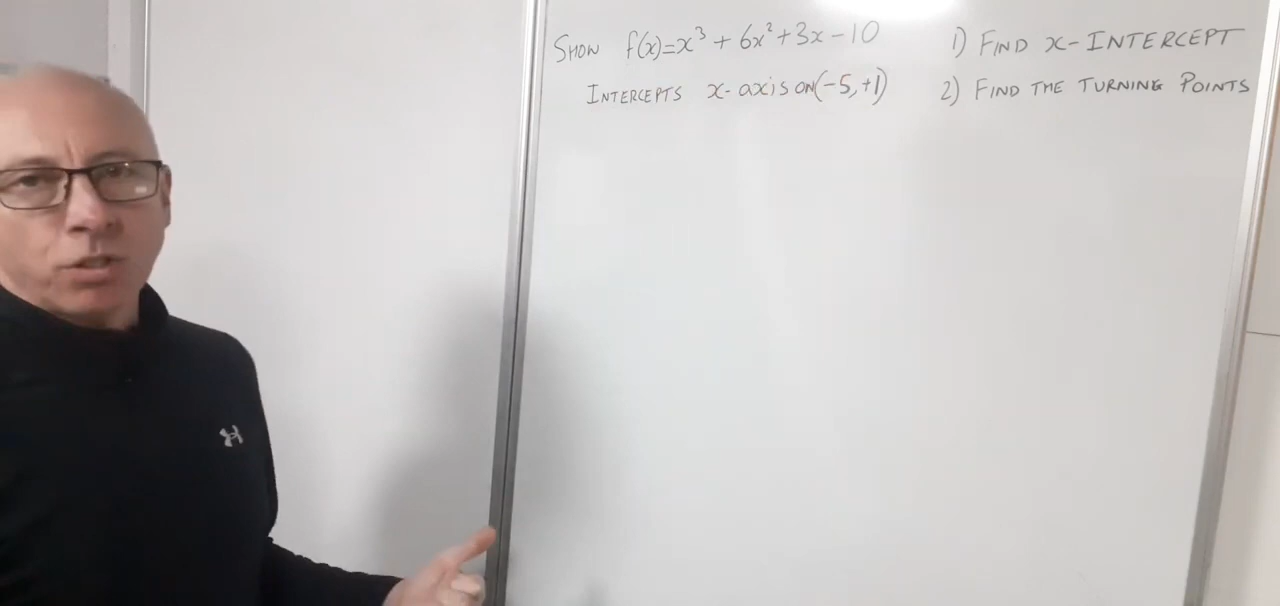 Show f(x)=x³ + 6x² + 3x - 10
Intercepts x-axis on (-5, +1)
1) Find x-Intercept
2) Find the Turning Points